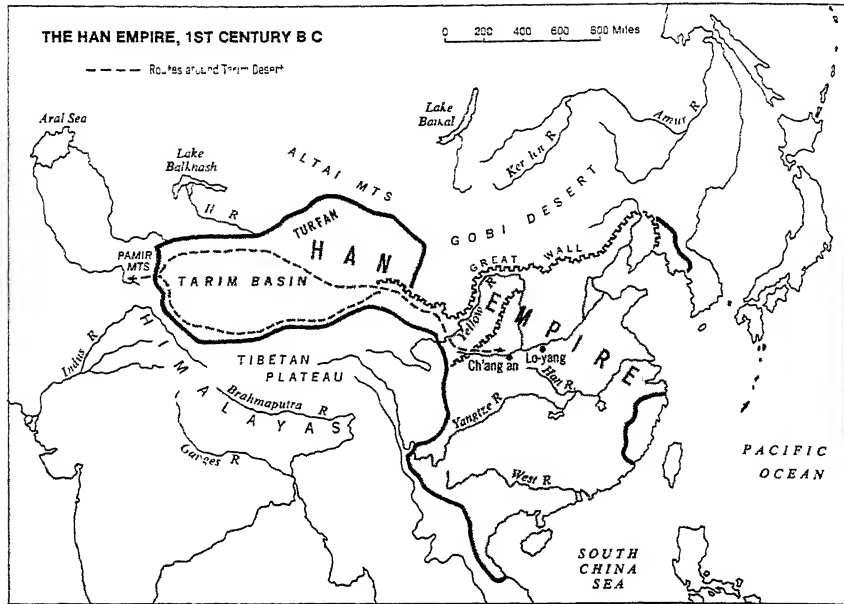 THE HAN EMPIRE, 1ST CENTURY B C
0 200 400 600 800 Miles
Routes around Tarim Desert
Aral Sea
Lake
Balkhash
Ili R
ALTAI MTS
Lake
Baikal
Amur R
GOBI DESERT
TURFAN
HAN
PAMIR
MTS
TARIM BASIN
GREAT WALL
Yellow R
EMPIRE
Ch'ang an
Lo-yang
Han R
Indus R
HIMALAYAS
TIBETAN
PLATEAU
Brahmaputra R
Ganges R
Yangtze R
West R
PACIFIC
OCEAN
SOUTH
CHINA
SEA